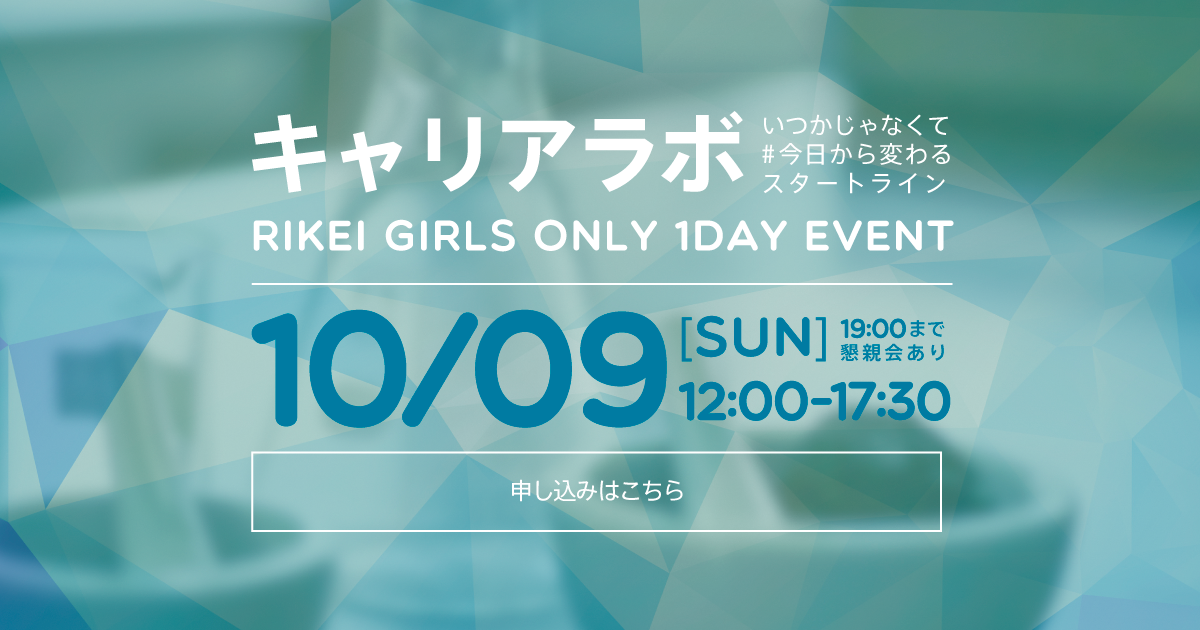 キャリアラボ
いつかじゃなくて
#今日から変わる
スタートライン
RIKEI GIRLS ONLY 1DAY EVENT
10/09
[SUN]
19:00まで
懇親会あり
12:00-17:30
申し込みはこちら